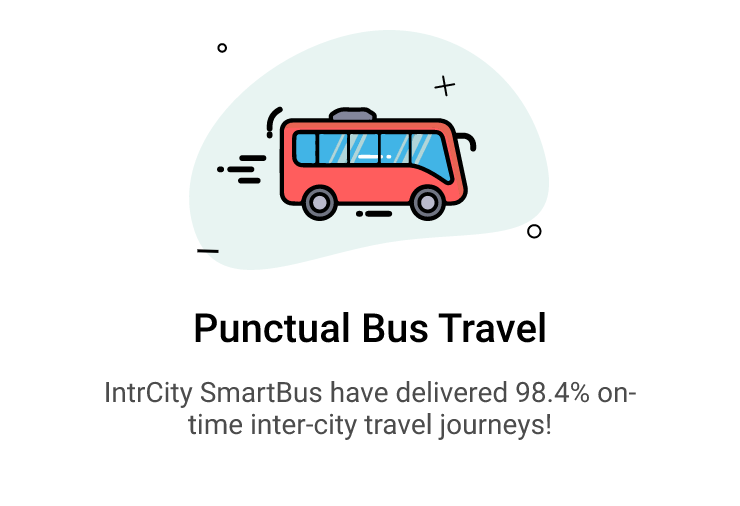 Punctual Bus Travel
IntrCity SmartBus have delivered 98.4% on-
time inter-city travel journeys!